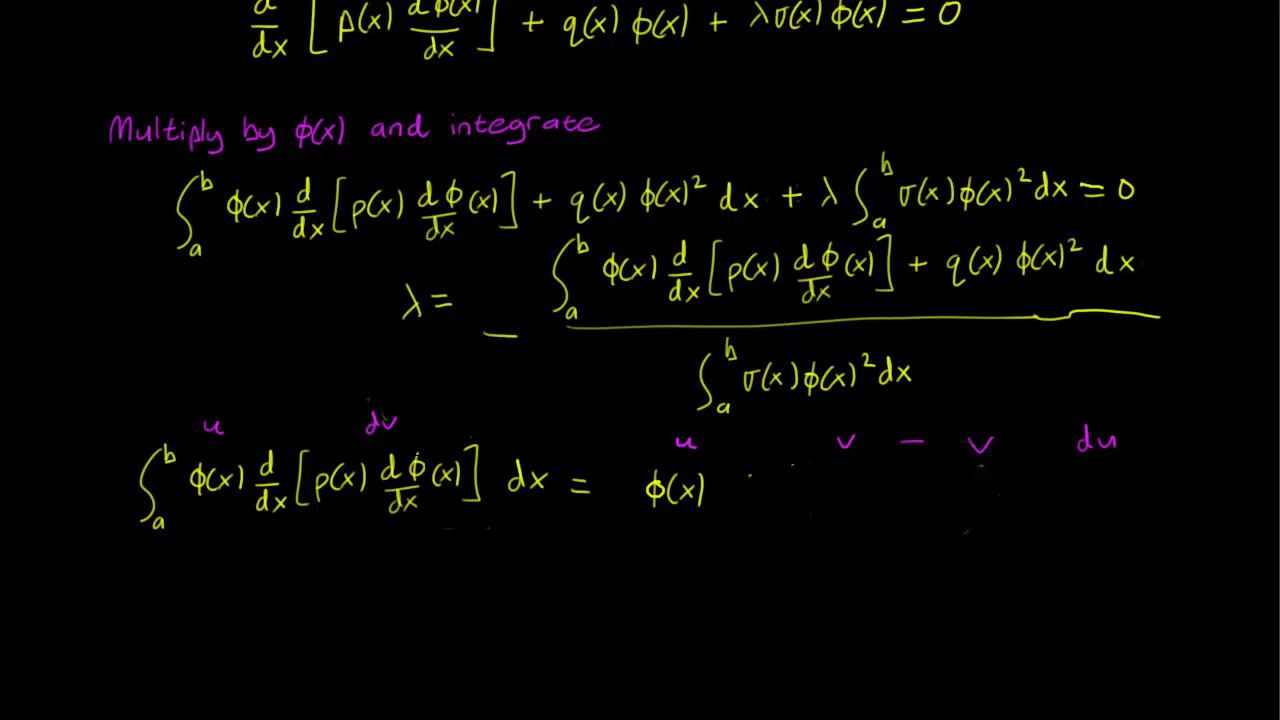 d/dx [p(x) dϕ(x)/dx] + q(x) ϕ(x) + λσ(x) ϕ(x) = 0
Multiply by ϕ(x) and integrate
∫_a^b ϕ(x) d/dx [p(x) dϕ/dx (x)] + q(x) ϕ(x)² dx + λ ∫_a^b σ(x)ϕ(x)² dx = 0
λ = - (∫_a^b ϕ(x) d/dx [p(x) dϕ/dx (x)] + q(x) ϕ(x)² dx) / (∫_a^b σ(x)ϕ(x)² dx)
u dv u v - v du
∫_a^b ϕ(x) d/dx [p(x) dϕ/dx (x)] dx = ϕ(x)